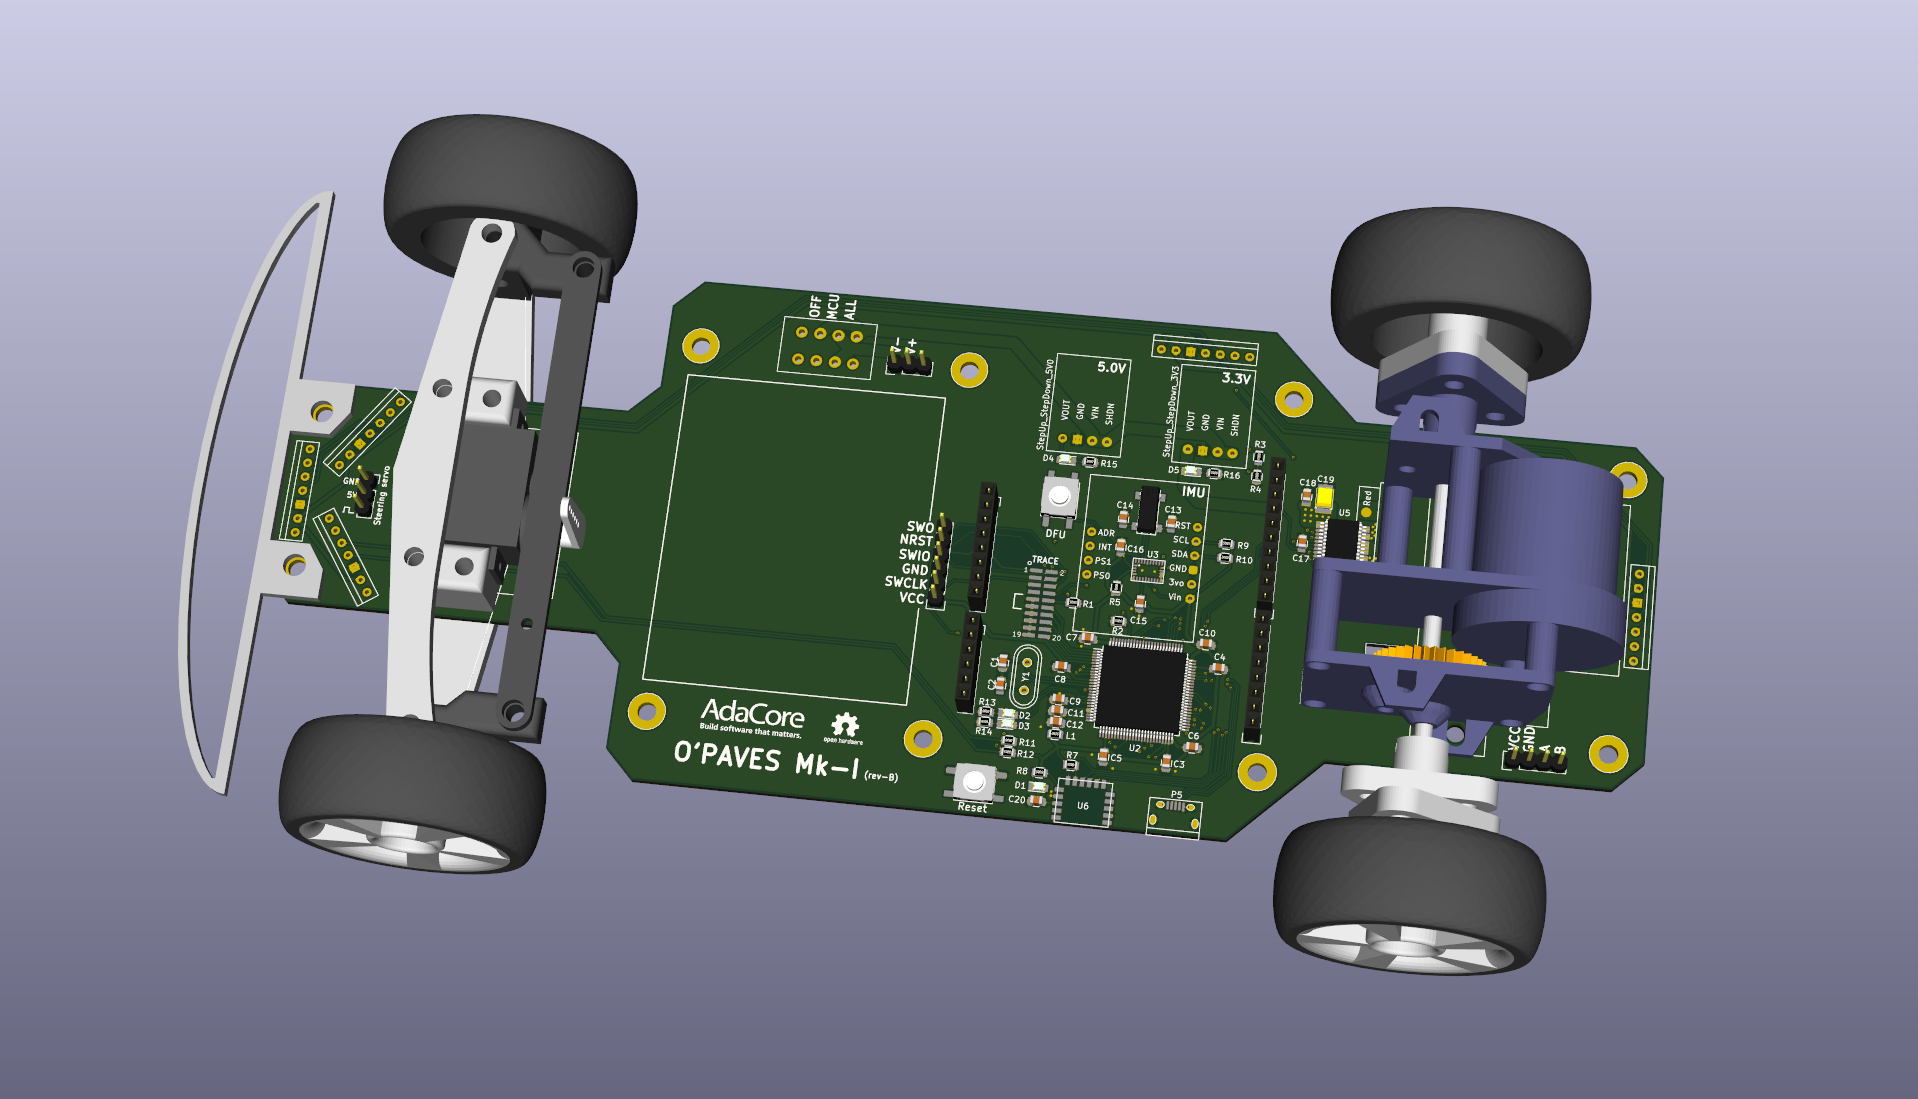 OFF
MCU
ALL
- +
5.0V
StepUp_StepDown_5V0
VOUT
GND
VIN
SHDN
3.3V
StepUp_StepDown_3V3
VOUT
GND
VIN
SHDN
D4
R15
D5
R16
R3
R4
GND
5V
Steering servo
SWO
NRST
SWIO
GND
SWCLK
VCC
DFU
TRACE
1
2
19
20
IMU
C14
C13
ADR
INT
PS1
PS0
C16
U3
RST
SCL
SDA
GND
3vo
Vin
R9
R10
R5
C15
R1
R2
C7
C10
C4
C18
C19
Red
U5
C17
C1
C2
Y1
C8
C9
C11
C12
L1
R13
R14
D2
D3
R11
R12
U2
C6
C5
C3
R7
R8
D1
C20
U6
P5
Reset
AdaCore
Build software that matters.
open hardware
O'PAVES Mk-I (rev-B)
VCC
GND
A
B